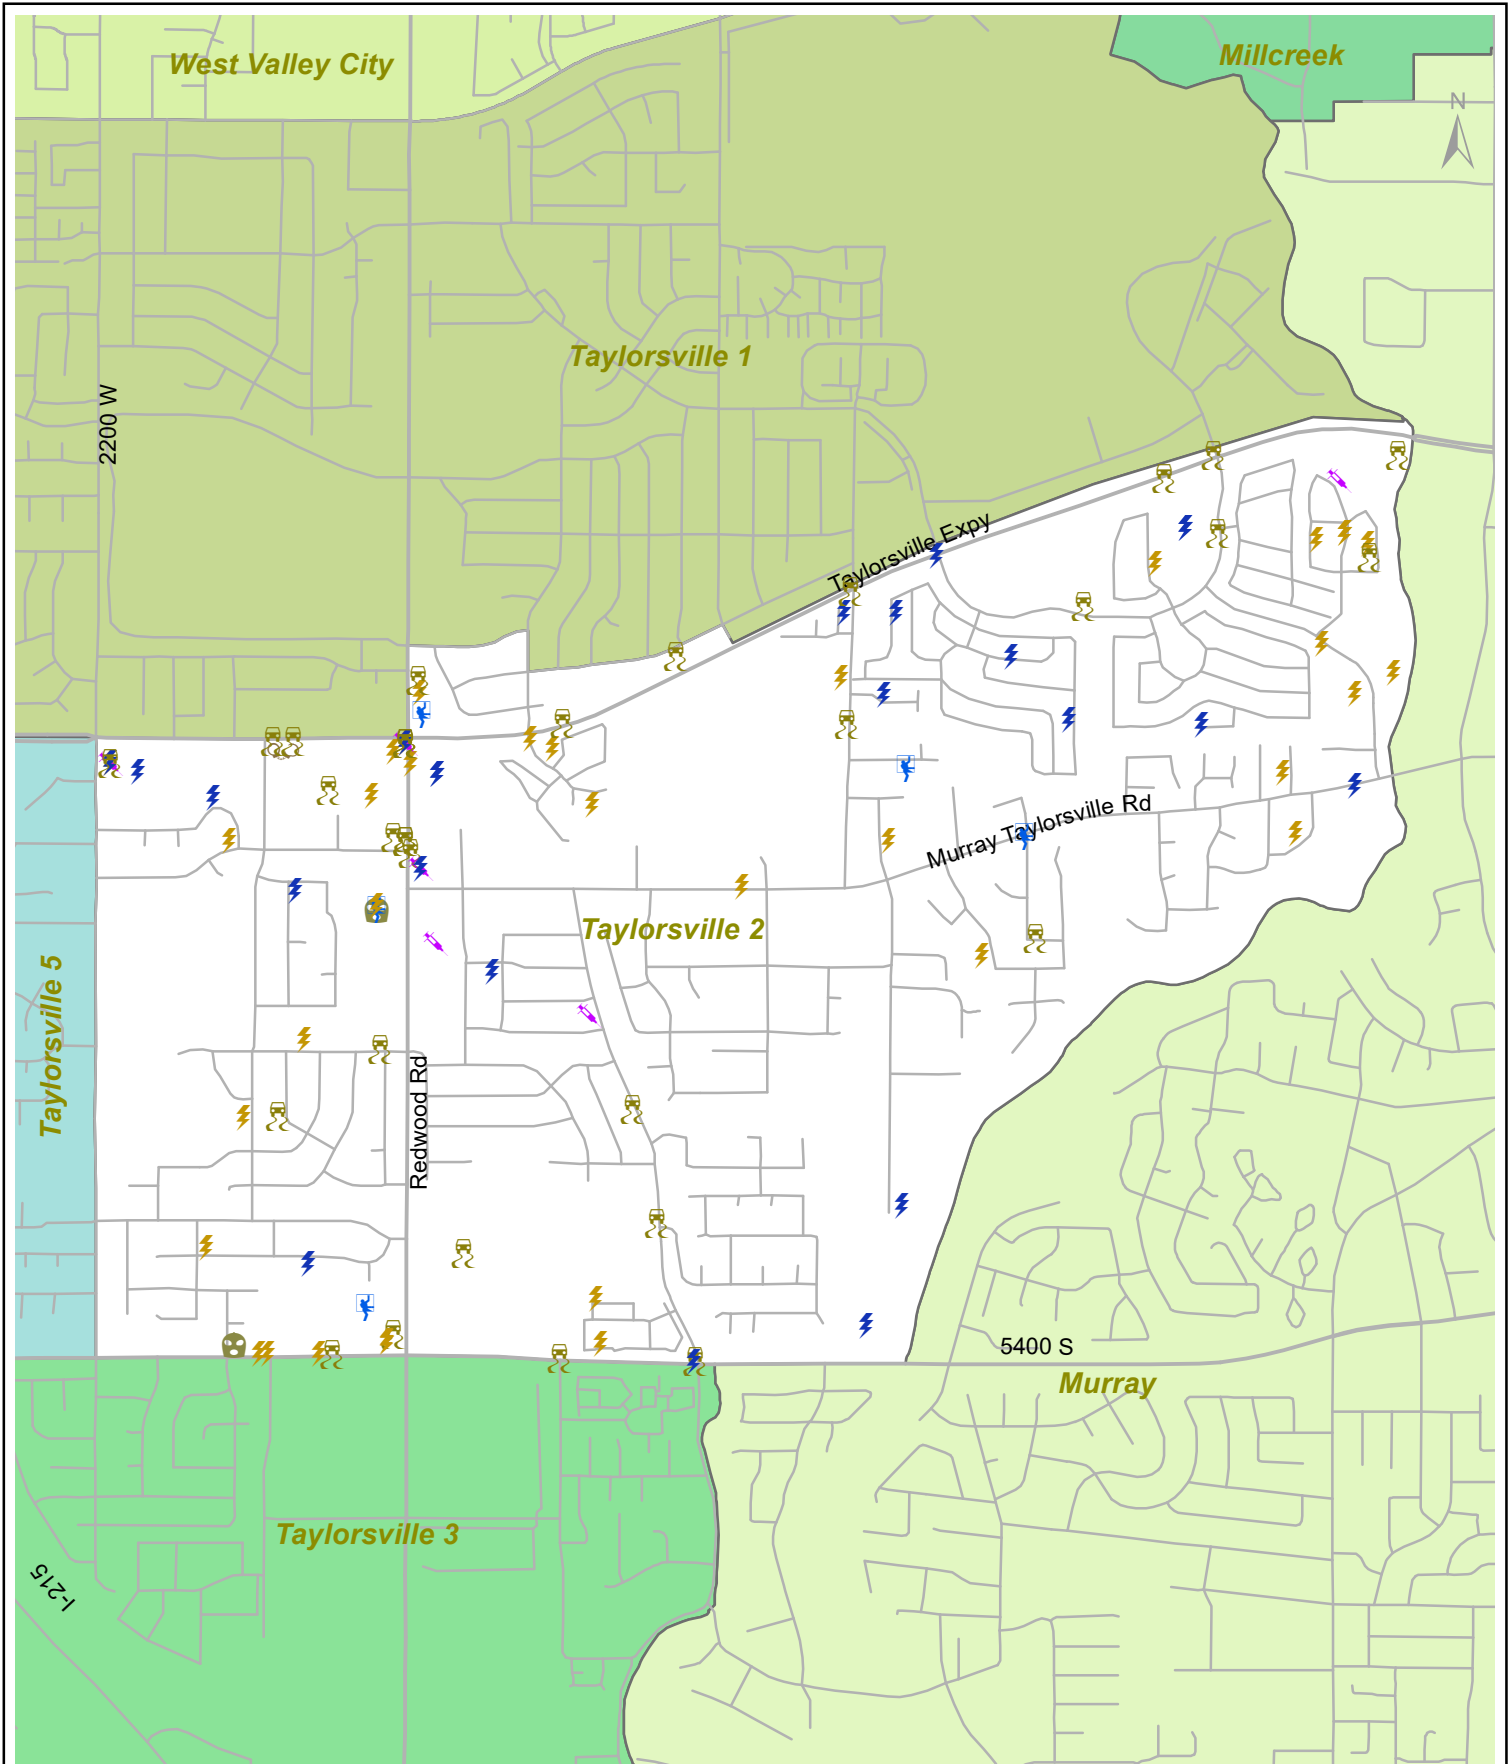 West Valley City
Millcreek
N
Taylorsville 1
2200 W
Taylorsville Expy
Murray Taylorsville Rd
Taylorsville 2
Taylorsville 5
Redwood Rd
5400 S
Murray
Taylorsville 3
I-215